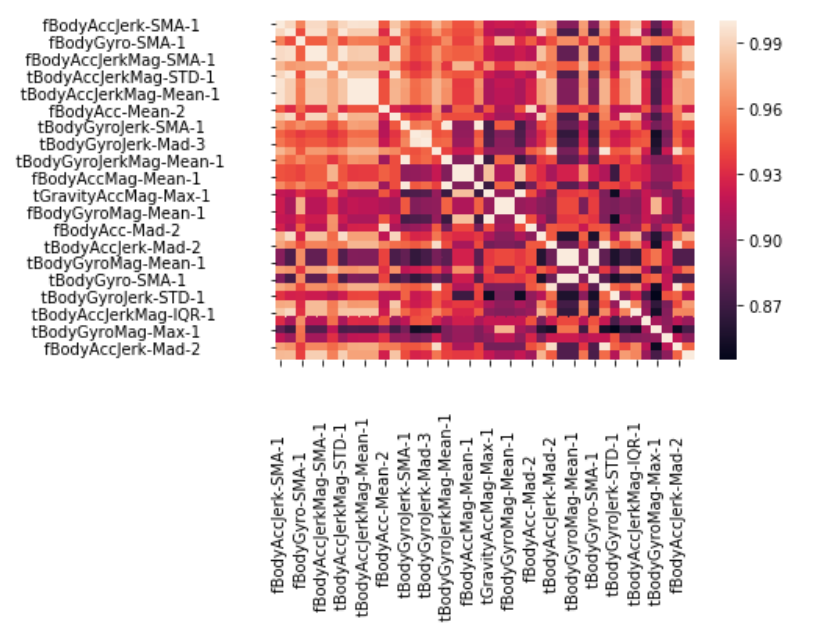 fBodyAccJerk-SMA-1
fBodyGyro-SMA-1
fBodyAccJerkMag-SMA-1
tBodyAccJerkMag-STD-1
tBodyAccJerkMag-Mean-1
fBodyAcc-Mean-2
tBodyGyroJerk-SMA-1
tBodyGyroJerk-Mad-3
tBodyGyroJerkMag-Mean-1
fBodyAccMag-Mean-1
tGravityAccMag-Max-1
fBodyGyroMag-Mean-1
fBodyAcc-Mad-2
tBodyAccJerk-Mad-2
tBodyGyroMag-Mean-1
tBodyGyro-SMA-1
tBodyGyroJerk-STD-1
tBodyAccJerkMag-IQR-1
tBodyGyroMag-Max-1
fBodyAccJerk-Mad-2
0.99
0.96
0.93
0.90
0.87
fBodyAccJerk-SMA-1
fBodyGyro-SMA-1
fBodyAccJerkMag-SMA-1
tBodyAccJerkMag-STD-1
tBodyAccJerkMag-Mean-1
fBodyAcc-Mean-2
tBodyGyroJerk-SMA-1
tBodyGyroJerk-Mad-3
tBodyGyroJerkMag-Mean-1
fBodyAccMag-Mean-1
tGravityAccMag-Max-1
fBodyGyroMag-Mean-1
fBodyAcc-Mad-2
tBodyAccJerk-Mad-2
tBodyGyroMag-Mean-1
tBodyGyro-SMA-1
tBodyGyroJerk-STD-1
tBodyAccJerkMag-IQR-1
tBodyGyroMag-Max-1
fBodyAccJerk-Mad-2